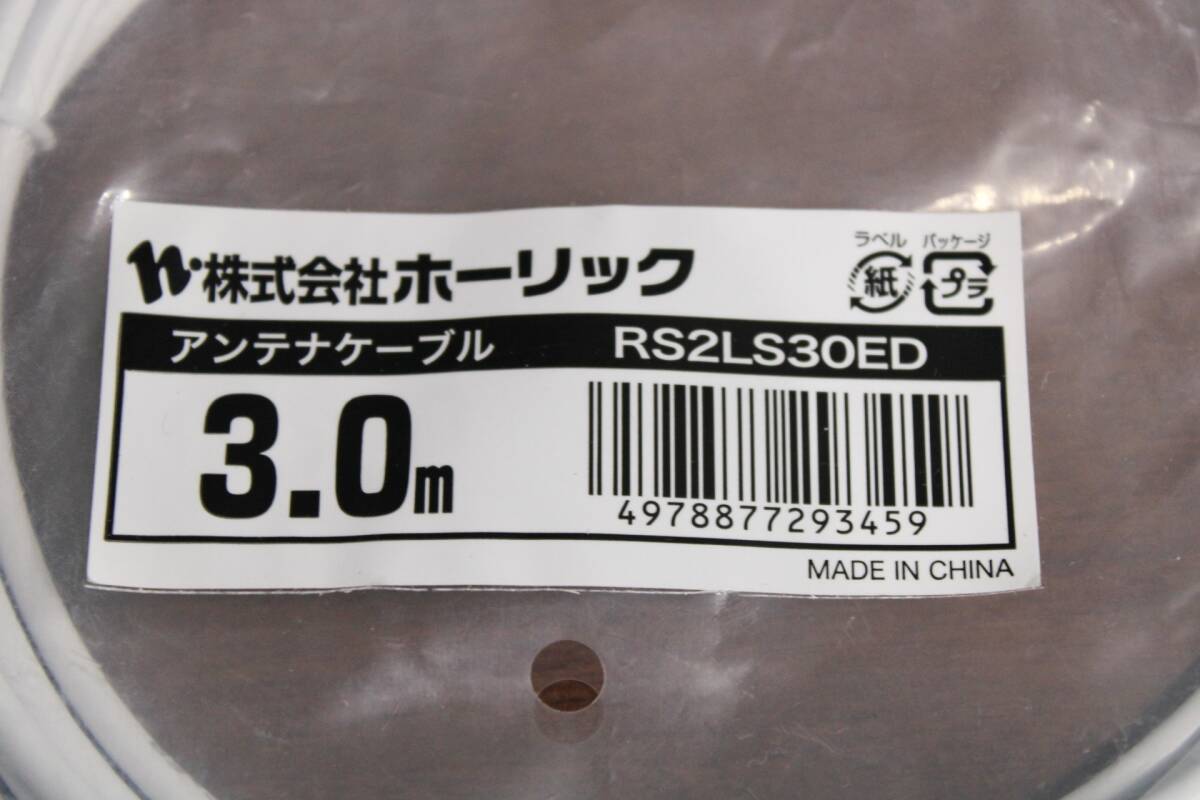 株式会社ホーリック
ラベル パッケージ
紙 プラ
アンテナケーブル RS2LS30ED
3.0m
4978877293459
MADE IN CHINA